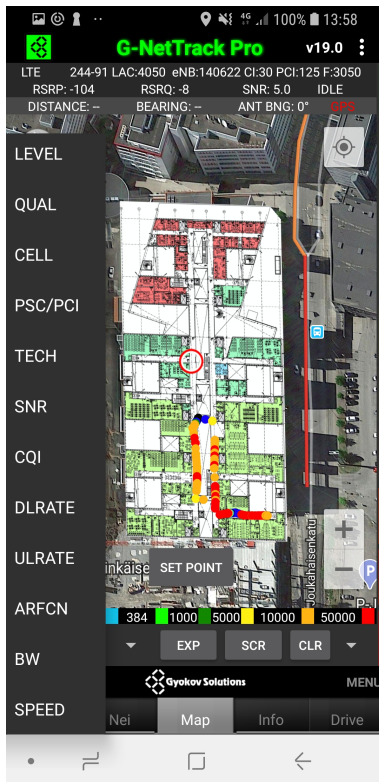 4G 100% 13:58
G-NetTrack Pro v19.0
LTE 244-91 LAC:4050 eNB:140622 CI:30 PCI:125 F:3050
RSRP: -104 RSRQ: -8 SNR: 5.0 IDLE
DISTANCE: -- BEARING: -- ANT BNG: 0° GPS
LEVEL
QUAL
CELL
PSC/PCI
TECH
SNR
CQI
DLRATE
ULRATE
ARFCN
BW
SPEED
inkäise
SET POINT
Joukahaisenkatu
P
P-
384 1000 5000 10000 50000
EXP SCR CLR
Gyokov Solutions MENU
Nei Map Info Drive